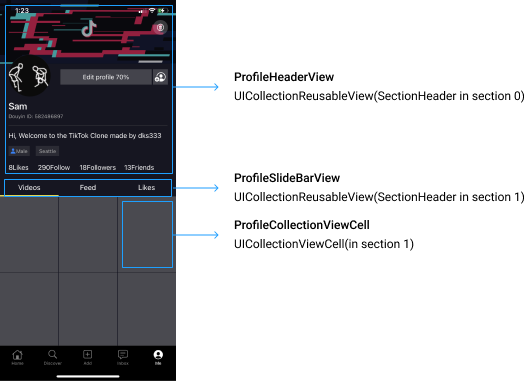 1:23
Edit profile 70%
ProfileHeaderView
UICollectionReusableView(SectionHeader in section 0)
Sam
Douyin ID: 582486897
Hi, Welcome to the TikTok Clone made by dks333
Male
Seattle
8Likes 290Follow 18Followers 13Friends
Videos Feed Likes
ProfileSlideBarView
UICollectionReusableView(SectionHeader in section 1)
ProfileCollectionViewCell
UICollectionViewCell(in section 1)
Home Discover Add Inbox Me